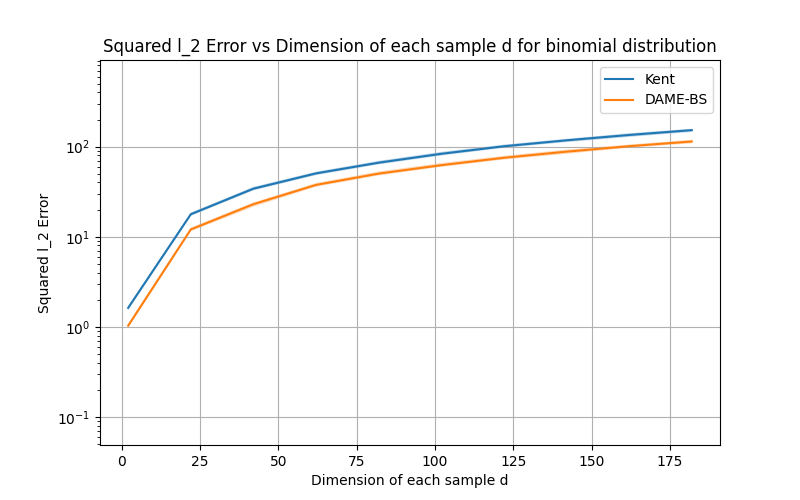 Squared l_2 Error vs Dimension of each sample d for binomial distribution
Kent
DAME-BS
Squared l_2 Error
10²
10¹
10⁰
10⁻¹
0 25 50 75 100 125 150 175
Dimension of each sample d